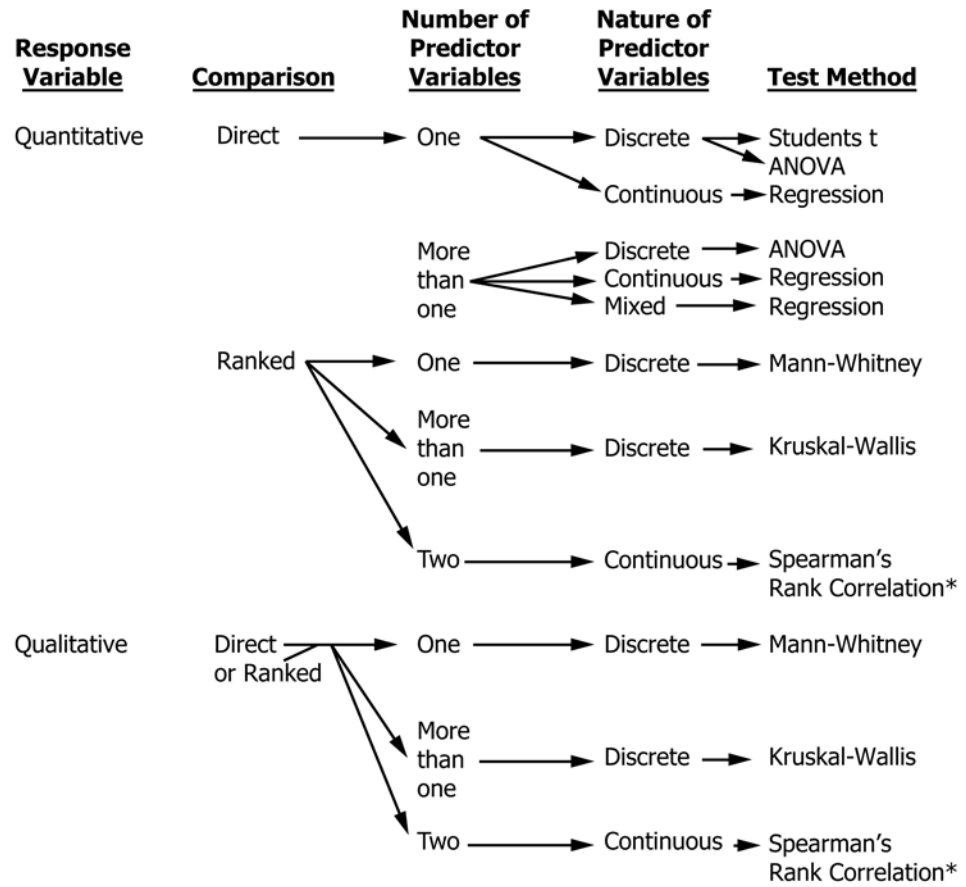 Response
Variable
Comparison
Number of
Predictor
Variables
Nature of
Predictor
Variables
Test Method
Quantitative Direct One Discrete Students t
ANOVA
Continuous Regression
More
than
one
Discrete ANOVA
Continuous Regression
Mixed Regression
Ranked One Discrete Mann-Whitney
More
than
one
Discrete Kruskal-Wallis
Two Continuous Spearman's
Rank Correlation*
Qualitative Direct
or Ranked
One Discrete Mann-Whitney
More
than
one
Discrete Kruskal-Wallis
Two Continuous Spearman's
Rank Correlation*